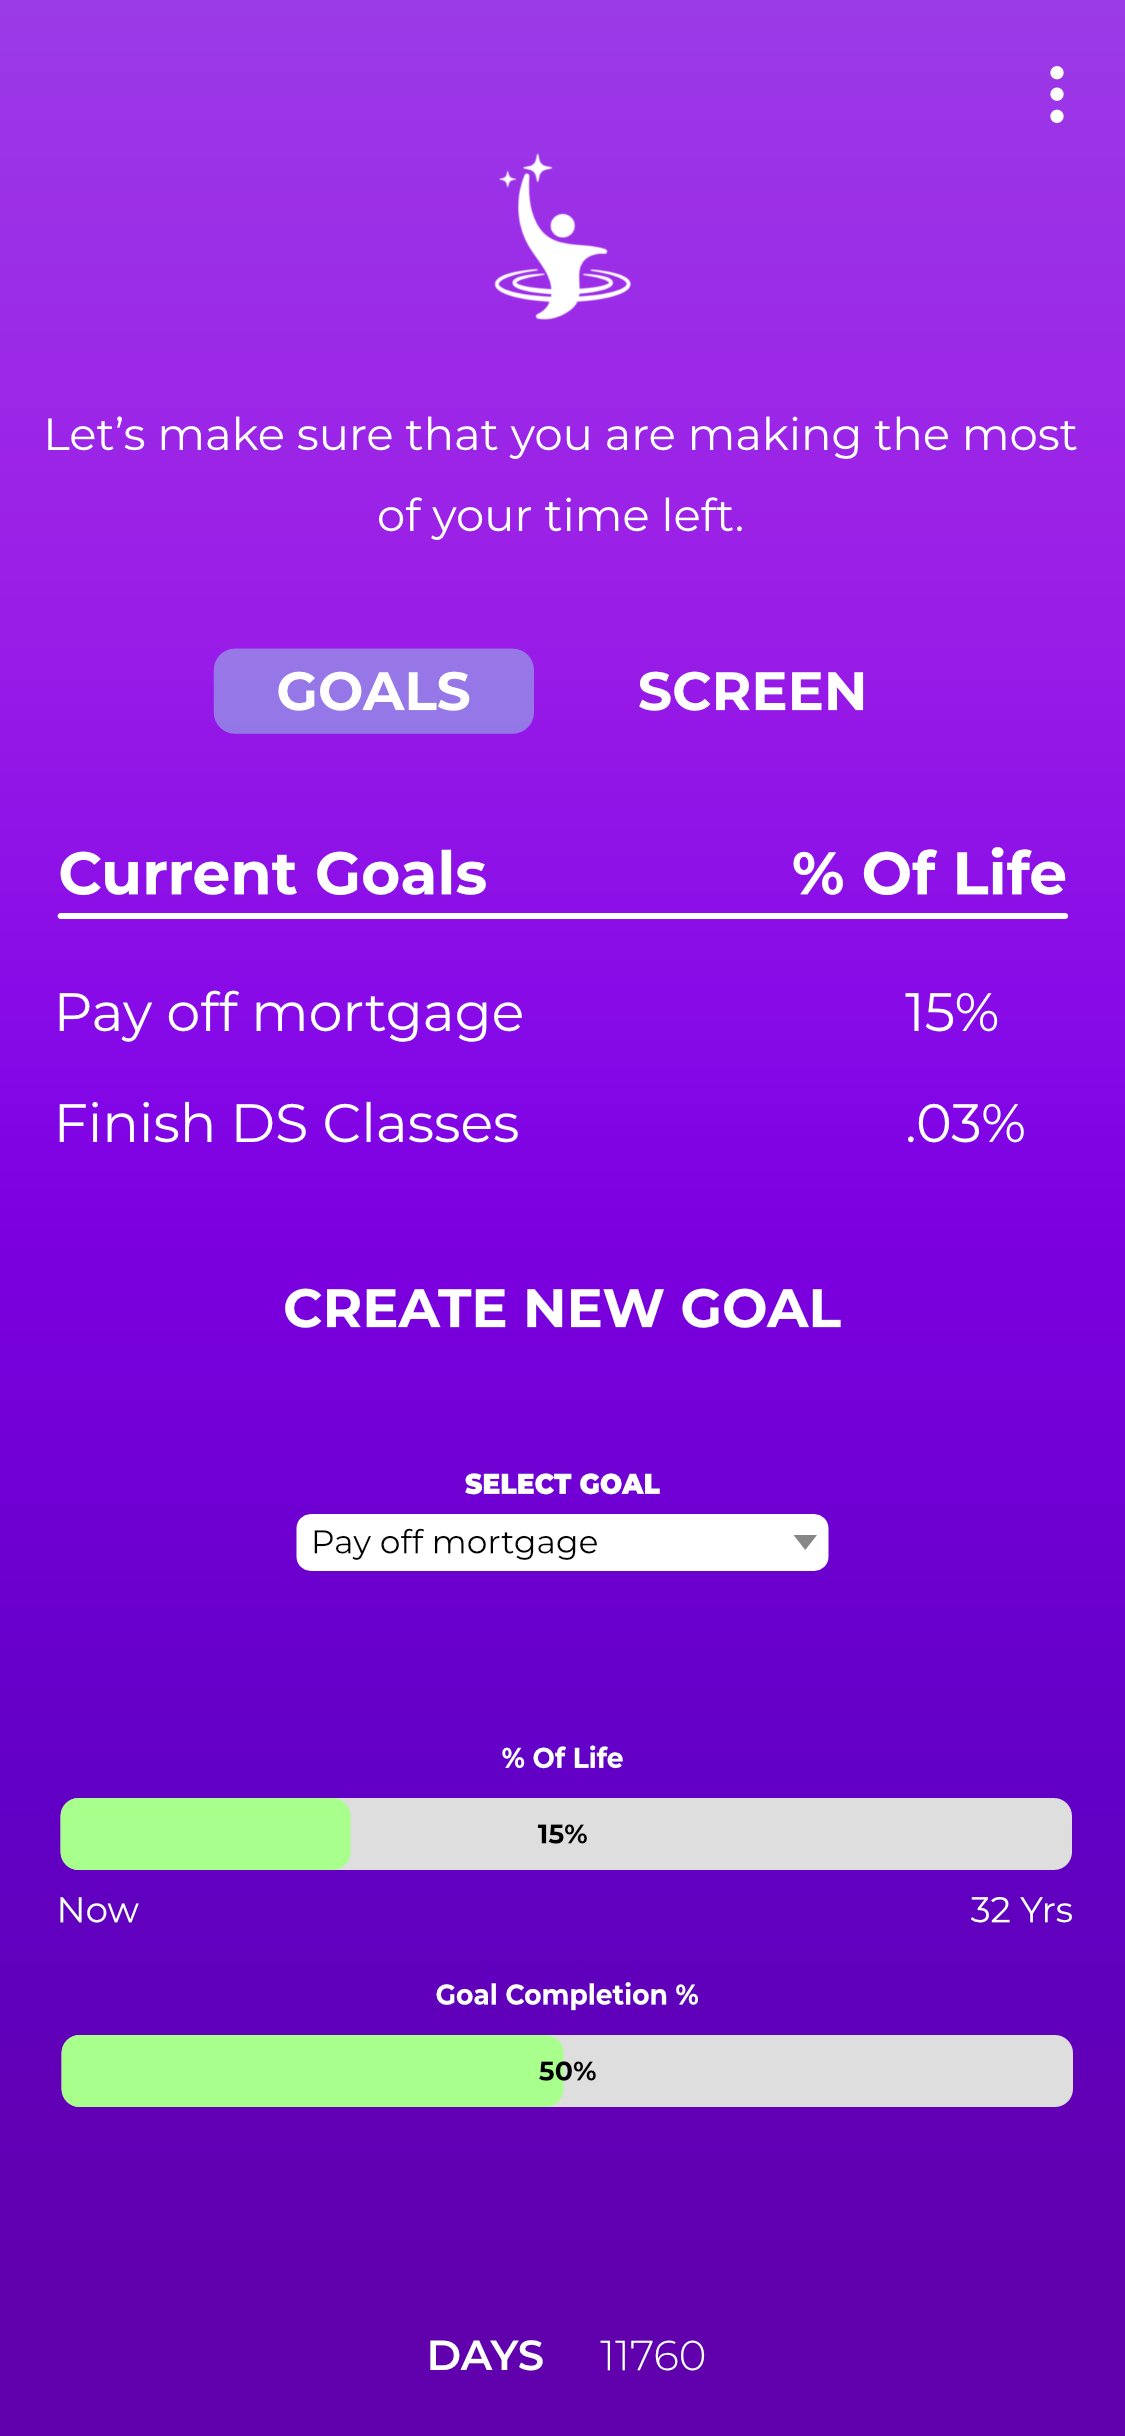 Let’s make sure that you are making the most
of your time left.
GOALS SCREEN
Current Goals % Of Life
Pay off mortgage 15%
Finish DS Classes .03%
CREATE NEW GOAL
SELECT GOAL
Pay off mortgage
% Of Life
15%
Now 32 Yrs
Goal Completion %
50%
DAYS 11760